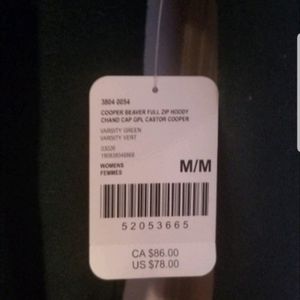 3804 0054
COOPER BEAVER FULL ZIP HOODY
CHAND CAP GPL CASTOR COOPER
VARSITY GREEN
VARSITY VERT
WOMENS
FEMMES
M/M
52053665
CA $86.00
US $78.00